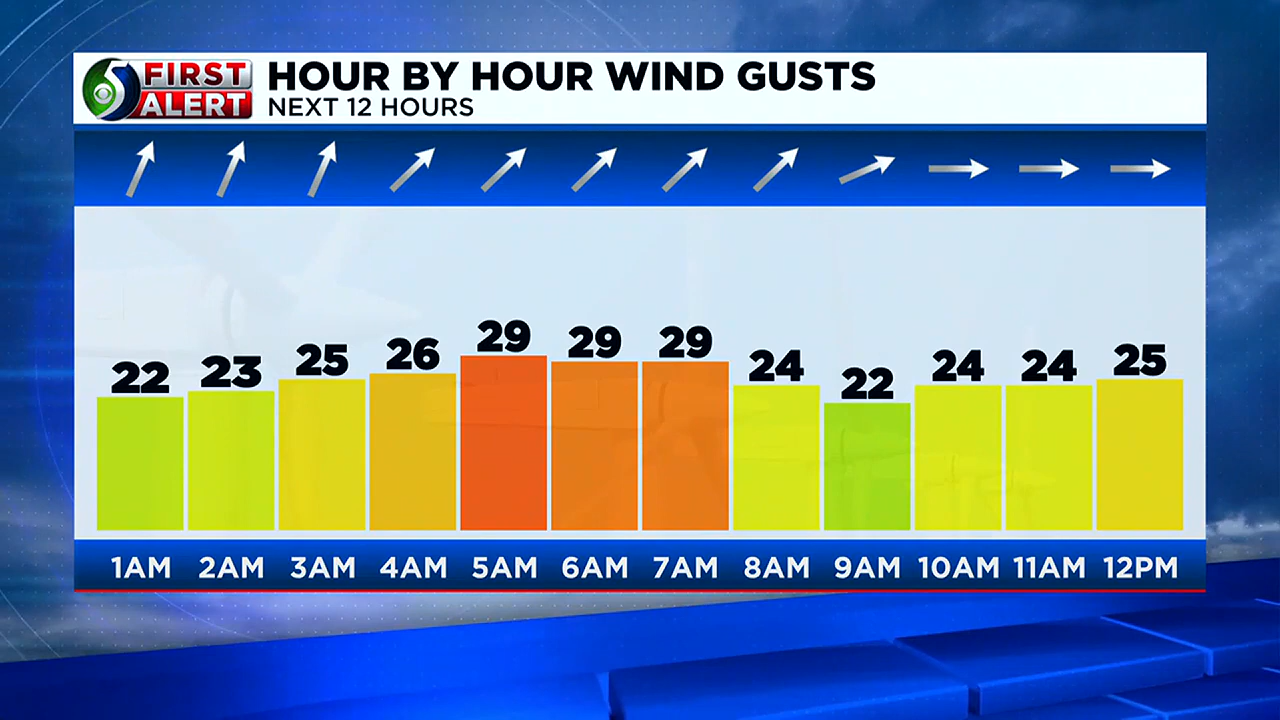 5 FIRST ALERT
HOUR BY HOUR WIND GUSTS
NEXT 12 HOURS
22 23 25 26 29 29 29 24 22 24 24 25
1AM 2AM 3AM 4AM 5AM 6AM 7AM 8AM 9AM 10AM 11AM 12PM